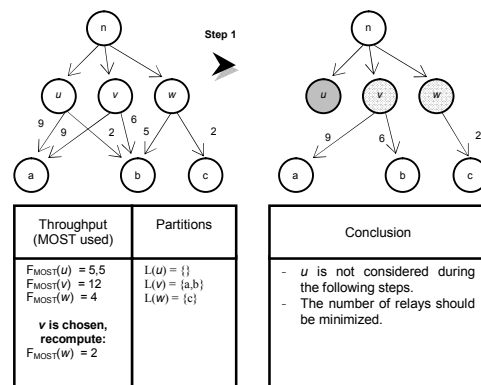 n
Step 1
n
u
v
w
u
v
w
9
9
2
6
5
2
9
6
2
a
b
c
a
b
c
Throughput
(MOST used)
Partitions
Conclusion
F_MOST(u) = 5,5
F_MOST(v) = 12
F_MOST(w) = 4
v is chosen,
recompute:
F_MOST(w) = 2
L(u) = {}
L(v) = {a,b}
L(w) = {c}
- u is not considered during
the following steps.
- The number of relays should
be minimized.